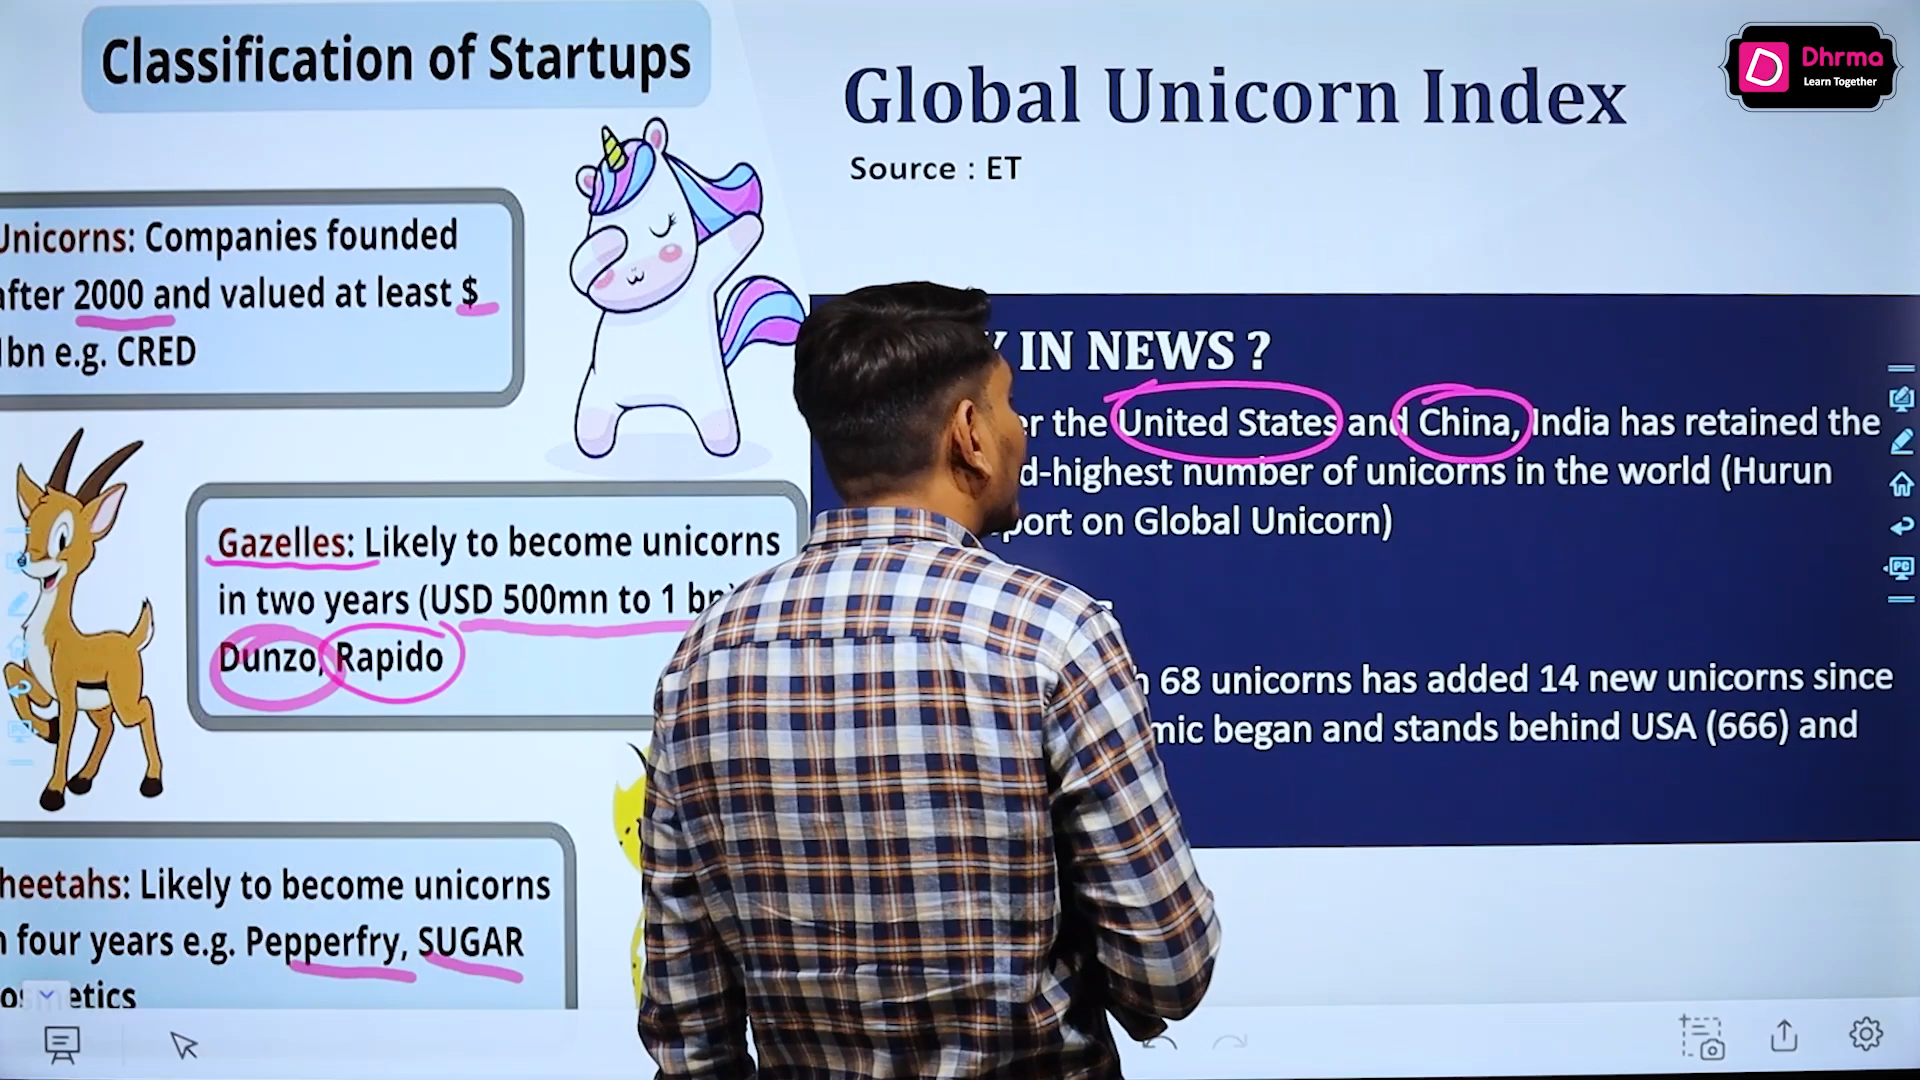 Classification of Startups
Unicorns: Companies founded
after 2000 and valued at least $
1bn e.g. CRED
Gazelles: Likely to become unicorns
in two years (USD 500mn to 1 bn)
Dunzo, Rapido
heetahs: Likely to become unicorns
n four years e.g. Pepperfry, SUGAR
etics
Global Unicorn Index
Source : ET
IN NEWS ?
er the United States and China, India has retained the
d-highest number of unicorns in the world (Hurun
port on Global Unicorn)
h 68 unicorns has added 14 new unicorns since
mic began and stands behind USA (666) and
Dhrma
Learn Together
PC